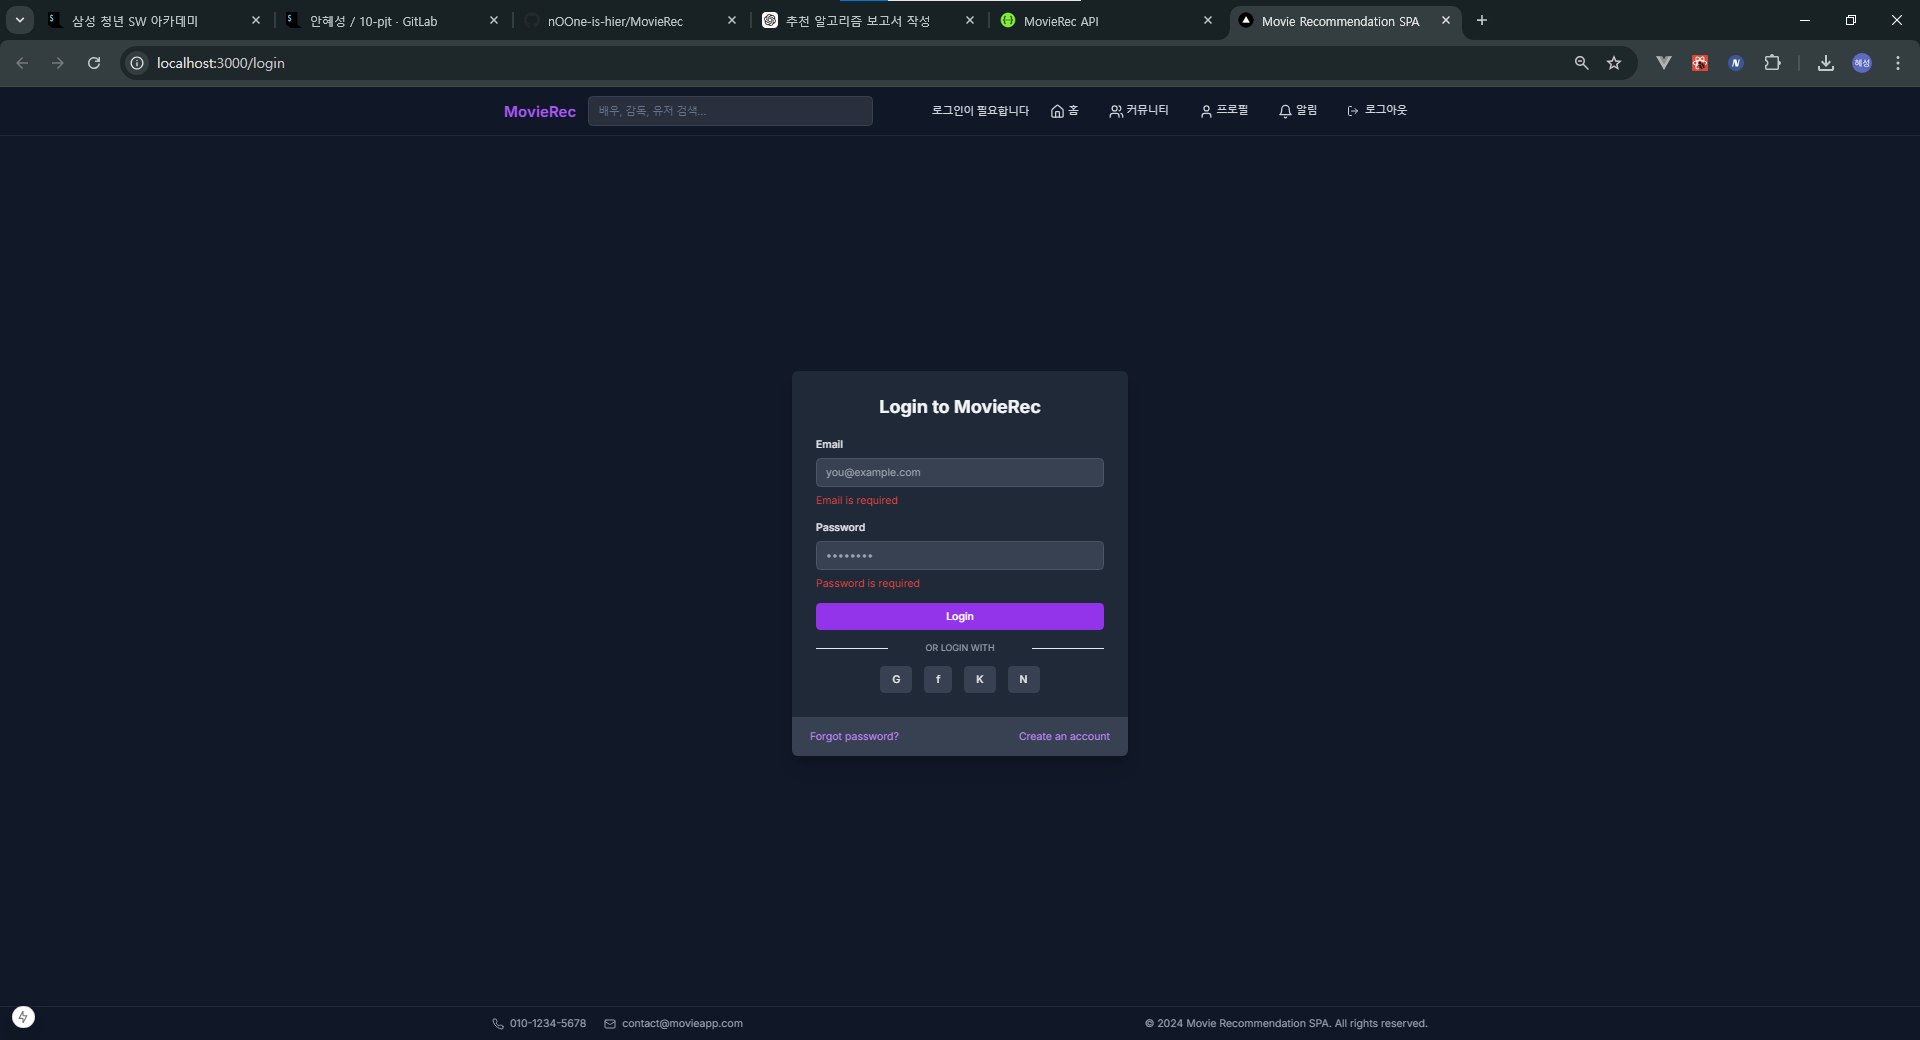 삼성 청년 SW 아카데미
안혜성 / 10-pjt · GitLab
nOOne-is-hier/MovieRec
추천 알고리즘 보고서 작성
MovieRec API
Movie Recommendation SPA
localhost:3000/login
혜성
MovieRec
배우, 감독, 유저 검색...
로그인이 필요합니다
홈
커뮤니티
프로필
알림
로그아웃
Login to MovieRec
Email
you@example.com
Email is required
Password
••••••••
Password is required
Login
OR LOGIN WITH
G f K N
Forgot password?
Create an account
010-1234-5678
contact@movieapp.com
© 2024 Movie Recommendation SPA. All rights reserved.